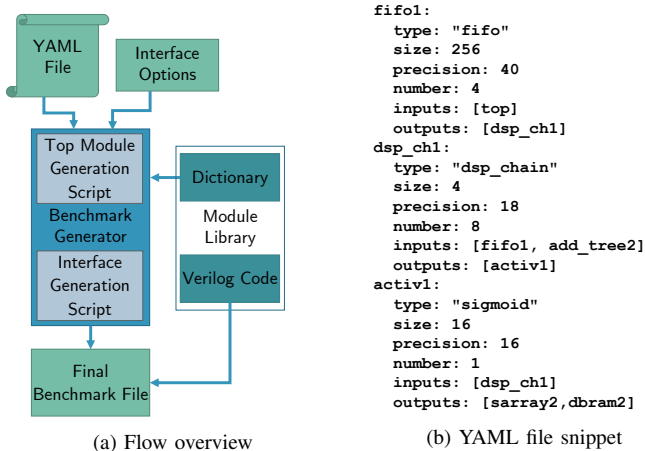 YAML
File
Interface
Options
Top Module
Generation
Script
Benchmark
Generator
Interface
Generation
Script
Dictionary
Module
Library
Verilog Code
Final
Benchmark File
(a) Flow overview
fifo1:
  type: "fifo"
  size: 256
  precision: 40
  number: 4
  inputs: [top]
  outputs: [dsp_ch1]
dsp_ch1:
  type: "dsp_chain"
  size: 4
  precision: 18
  number: 8
  inputs: [fifo1, add_tree2]
  outputs: [activ1]
activ1:
  type: "sigmoid"
  size: 16
  precision: 16
  number: 1
  inputs: [dsp_ch1]
  outputs: [sarray2,dbram2]
(b) YAML file snippet